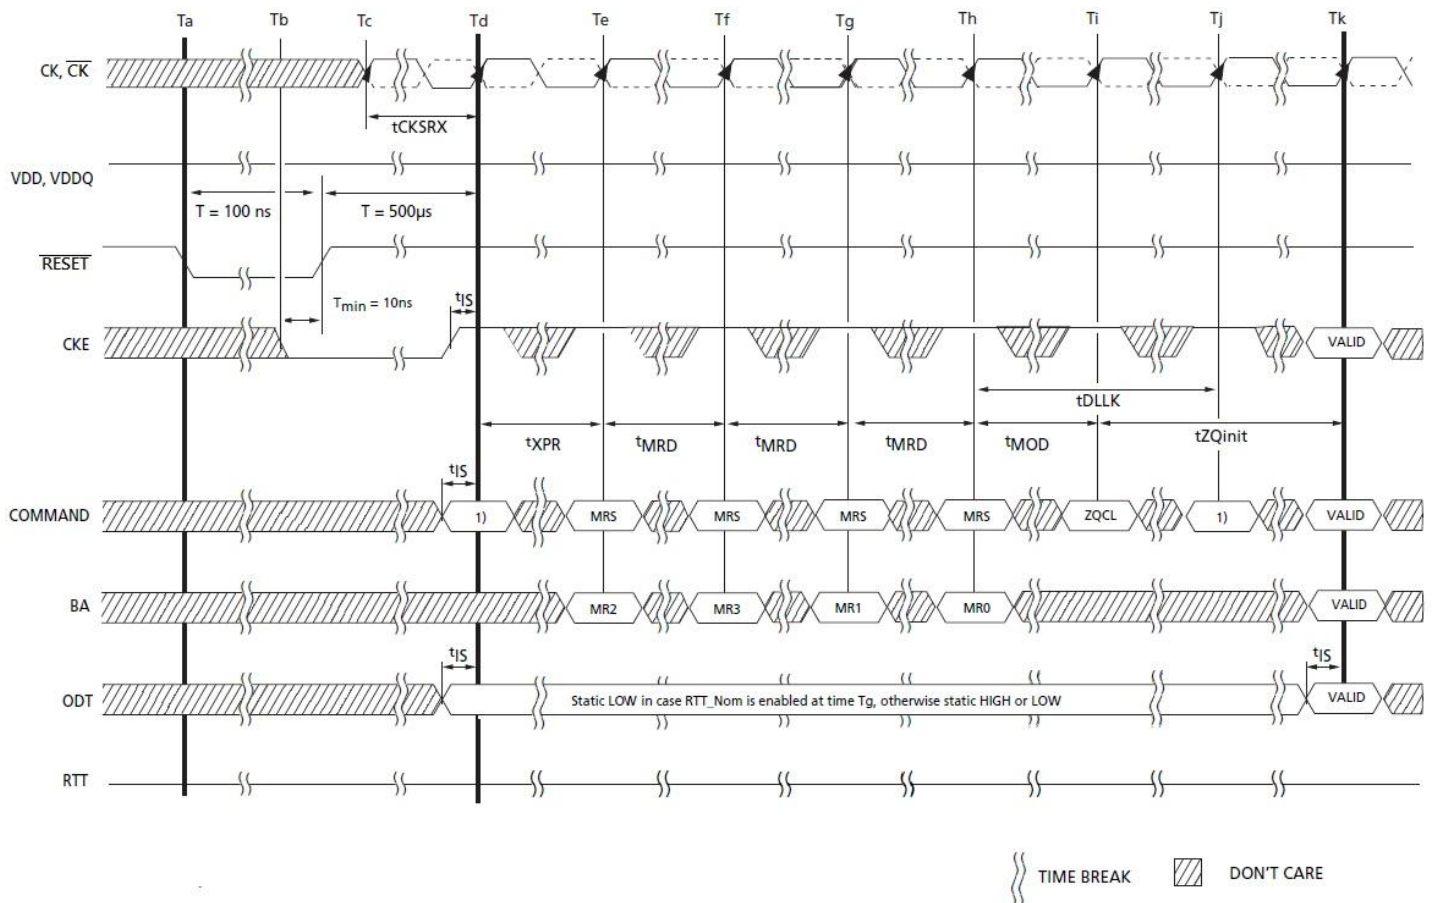 Ta Tb Tc Td Te Tf Tg Th Ti Tj Tk
CK, CK
tCKSRX
VDD, VDDQ
T = 100 ns T = 500µs
RESET
Tmin = 10ns tIS
CKE VALID
tDLLK
tXPR tMRD tMRD tMRD tMOD tZQinit
tIS
COMMAND 1) MRS MRS MRS MRS ZQCL 1) VALID
BA MR2 MR3 MR1 MR0 VALID
tIS tIS
ODT Static LOW in case RTT_Nom is enabled at time Tg, otherwise static HIGH or LOW VALID
RTT
TIME BREAK DON'T CARE